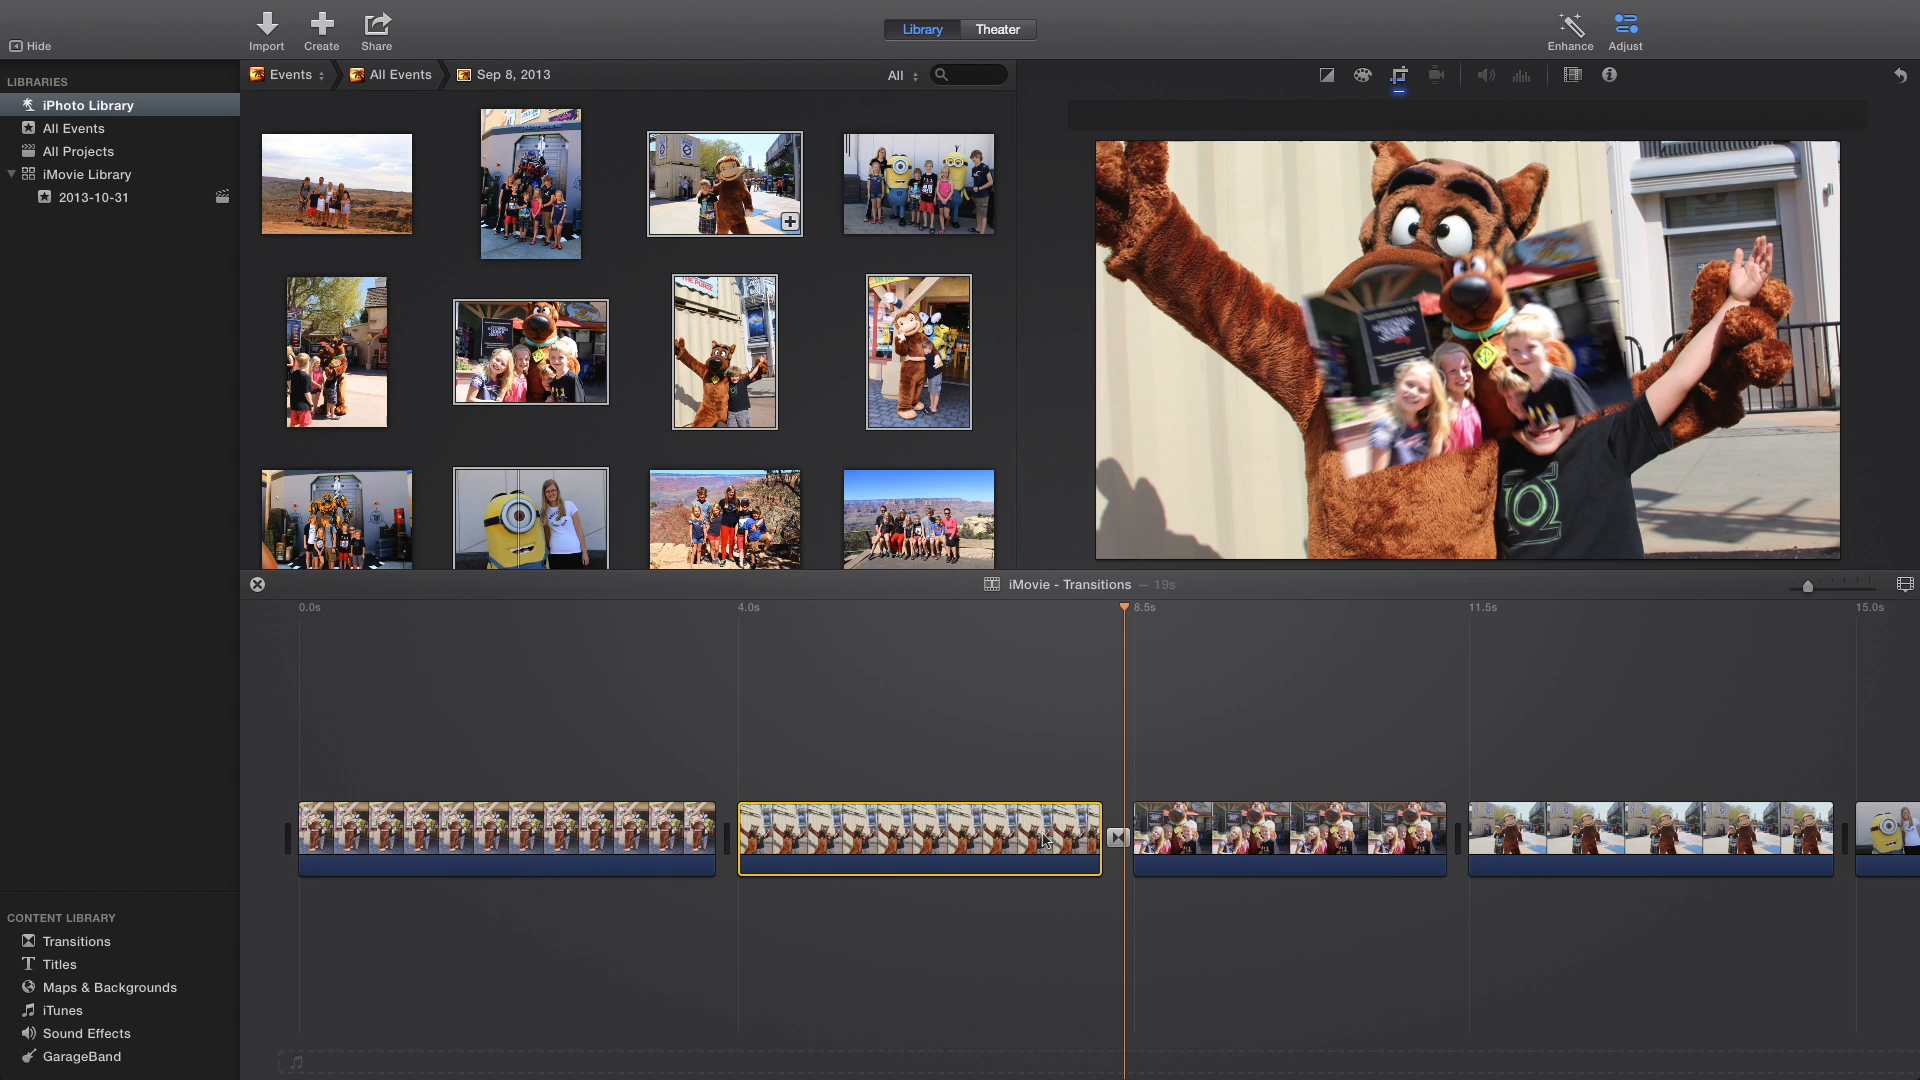 Hide
Import
Create
Share
Library
Theater
Enhance
Adjust
LIBRARIES
iPhoto Library
All Events
All Projects
iMovie Library
2013-10-31
Events
All Events
Sep 8, 2013
All
iMovie - Transitions — 19s
0.0s
4.0s
8.5s
11.5s
15.0s
CONTENT LIBRARY
Transitions
Titles
Maps & Backgrounds
iTunes
Sound Effects
GarageBand